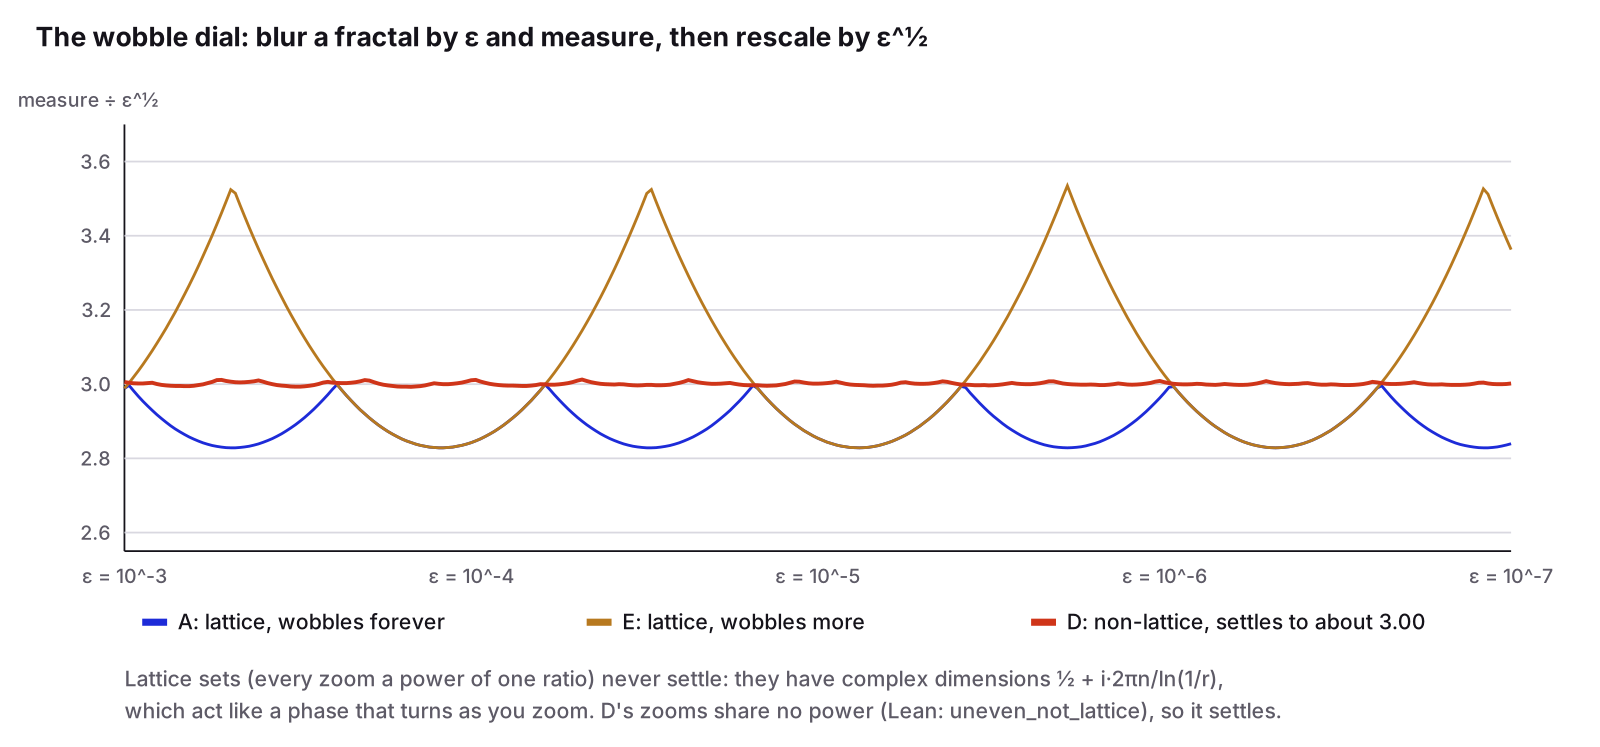 The wobble dial: blur a fractal by ε and measure, then rescale by ε^½
measure ÷ ε^½
3.6
3.4
3.2
3.0
2.8
2.6
ε = 10^-3 ε = 10^-4 ε = 10^-5 ε = 10^-6 ε = 10^-7
A: lattice, wobbles forever E: lattice, wobbles more D: non-lattice, settles to about 3.00
Lattice sets (every zoom a power of one ratio) never settle: they have complex dimensions ½ + i·2πn/ln(1/r),
which act like a phase that turns as you zoom. D's zooms share no power (Lean: uneven_not_lattice), so it settles.